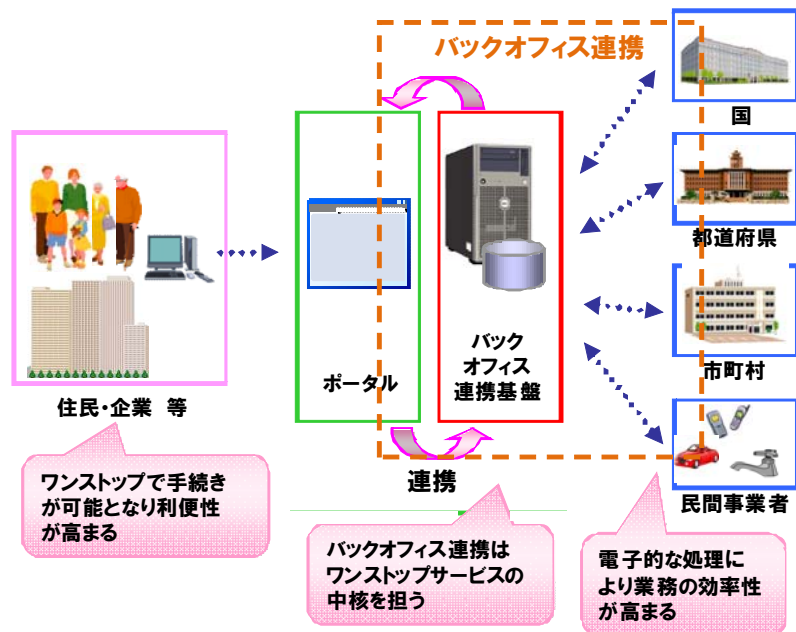 バックオフィス連携
国
都道府県
市町村
民間事業者
ポータル
バック
オフィス
連携基盤
住民・企業 等
連携
ワンストップで手続き
が可能となり利便性
が高まる
バックオフィス連携は
ワンストップサービスの
中核を担う
電子的な処理に
より業務の効率性
が高まる